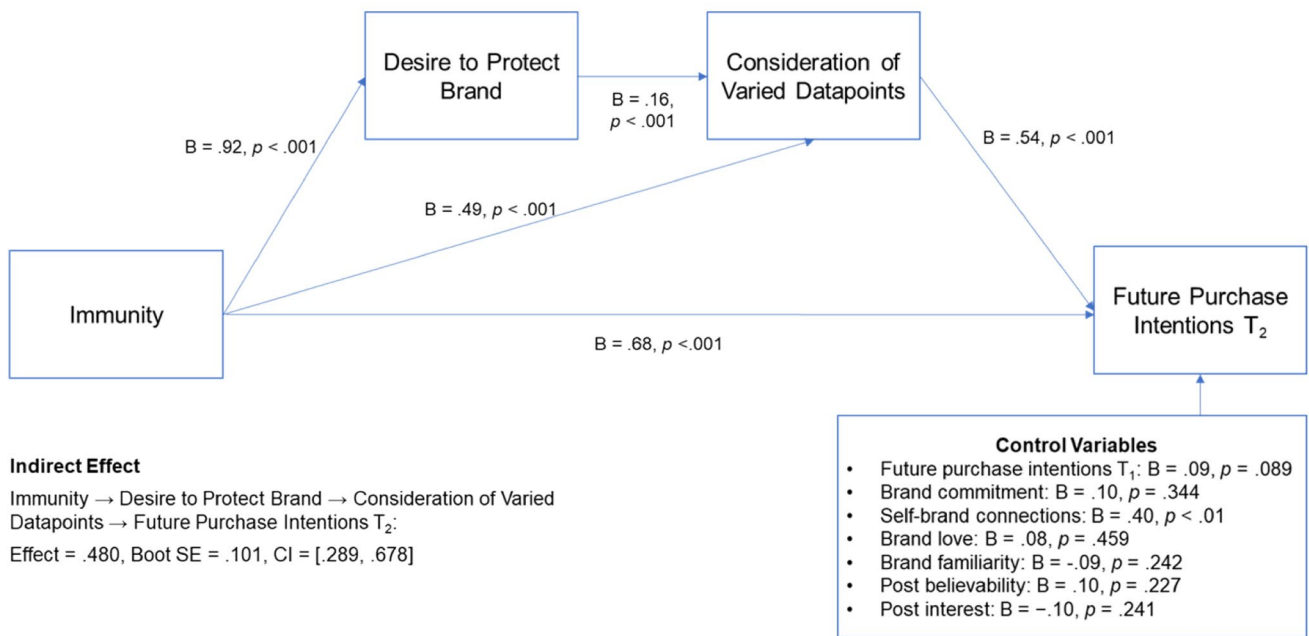 Desire to Protect
Brand
Consideration of
Varied Datapoints
B = .16,
p < .001
B = .92, p < .001
B = .54, p < .001
B = .49, p < .001
Immunity
Future Purchase
Intentions T₂
B = .68, p <.001
Control Variables
• Future purchase intentions T₁: B = .09, p = .089
• Brand commitment: B = .10, p = .344
• Self-brand connections: B = .40, p < .01
• Brand love: B = .08, p = .459
• Brand familiarity: B = -.09, p = .242
• Post believability: B = .10, p = .227
• Post interest: B = −.10, p = .241
Indirect Effect
Immunity → Desire to Protect Brand → Consideration of Varied
Datapoints → Future Purchase Intentions T₂:
Effect = .480, Boot SE = .101, CI = [.289, .678]